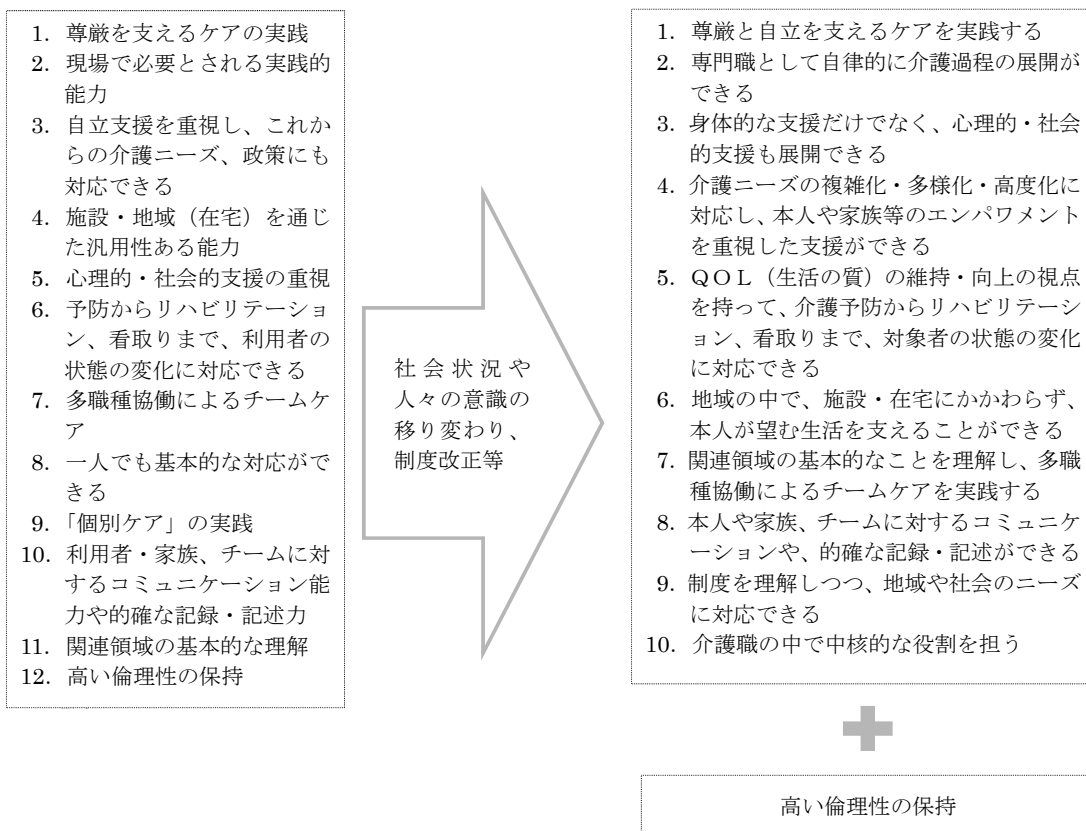 1. 尊厳を支えるケアの実践
2. 現場で必要とされる実践的
能力
3. 自立支援を重視し、これか
らの介護ニーズ、政策にも
対応できる
4. 施設・地域（在宅）を通じ
た汎用性ある能力
5. 心理的・社会的支援の重視
6. 予防からリハビリテーショ
ン、看取りまで、利用者の
状態の変化に対応できる
7. 多職種協働によるチームケ
ア
8. 一人でも基本的な対応がで
きる
9. 「個別ケア」の実践
10. 利用者・家族、チームに対
するコミュニケーション能
力や的確な記録・記述力
11. 関連領域の基本的な理解
12. 高い倫理性の保持
社会状況や
人々の意識の
移り変わり、
制度改正等
1. 尊厳と自立を支えるケアを実践する
2. 専門職として自律的に介護過程の展開が
できる
3. 身体的な支援だけでなく、心理的・社会
的支援も展開できる
4. 介護ニーズの複雑化・多様化・高度化に
対応し、本人や家族等のエンパワメント
を重視した支援ができる
5. ＱＯＬ（生活の質）の維持・向上の視点
を持って、介護予防からリハビリテーシ
ョン、看取りまで、対象者の状態の変化
に対応できる
6. 地域の中で、施設・在宅にかかわらず、
本人が望む生活を支えることができる
7. 関連領域の基本的なことを理解し、多職
種協働によるチームケアを実践する
8. 本人や家族、チームに対するコミュニケ
ーションや、的確な記録・記述ができる
9. 制度を理解しつつ、地域や社会のニーズ
に対応できる
10. 介護職の中で中核的な役割を担う
高い倫理性の保持